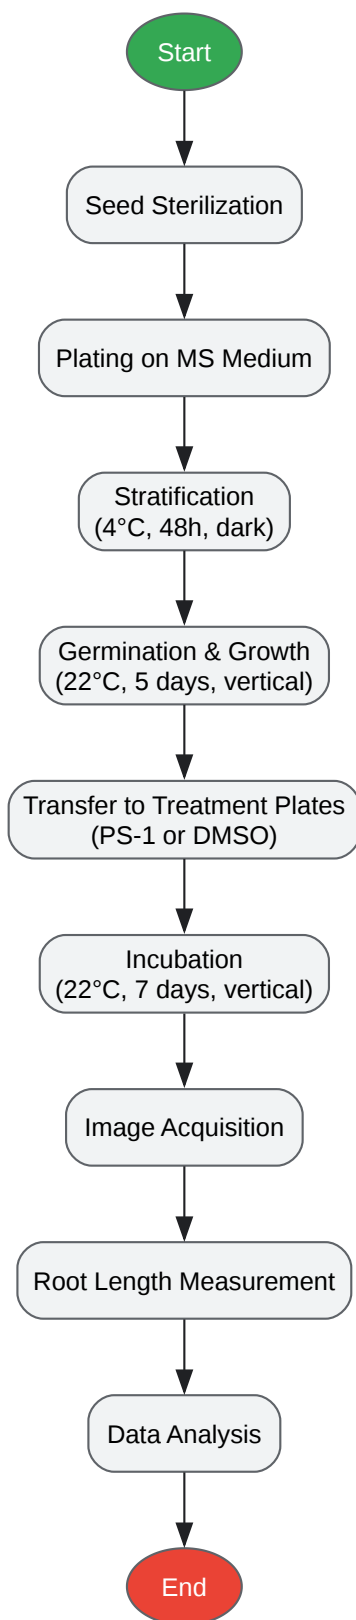 Start
Seed Sterilization
Plating on MS Medium
Stratification
(4°C, 48h, dark)
Germination & Growth
(22°C, 5 days, vertical)
Transfer to Treatment Plates
(PS-1 or DMSO)
Incubation
(22°C, 7 days, vertical)
Image Acquisition
Root Length Measurement
Data Analysis
End